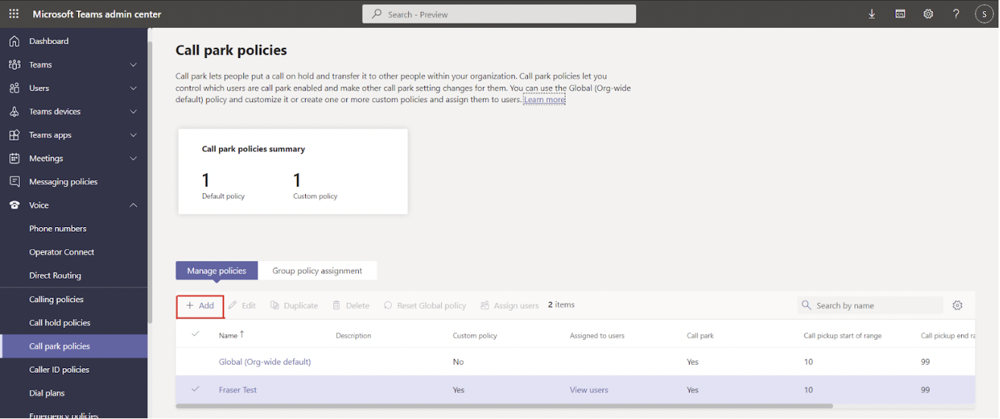 Microsoft Teams admin center
Search - Preview
S
Dashboard
Teams
Users
Teams devices
Teams apps
Meetings
Messaging policies
Voice
Phone numbers
Operator Connect
Direct Routing
Calling policies
Call hold policies
Call park policies
Caller ID policies
Dial plans
Emergency policies
Call park policies
Call park lets people put a call on hold and transfer it to other people within your organization. Call park policies let you
control which users are call park enabled and make other call park setting changes for them. You can use the Global (Org-wide
default) policy and customize it or create one or more custom policies and assign them to users. Learn more
Call park policies summary
1 1
Default policy Custom policy
Manage policies Group policy assignment
+ Add Edit Duplicate Delete Reset Global policy Assign users 2 items Search by name
Name ↑ Description Custom policy Assigned to users Call park Call pickup start of range Call pickup end ra
Global (Org-wide default) No Yes 10 99
Fraser Test Yes View users Yes 10 99